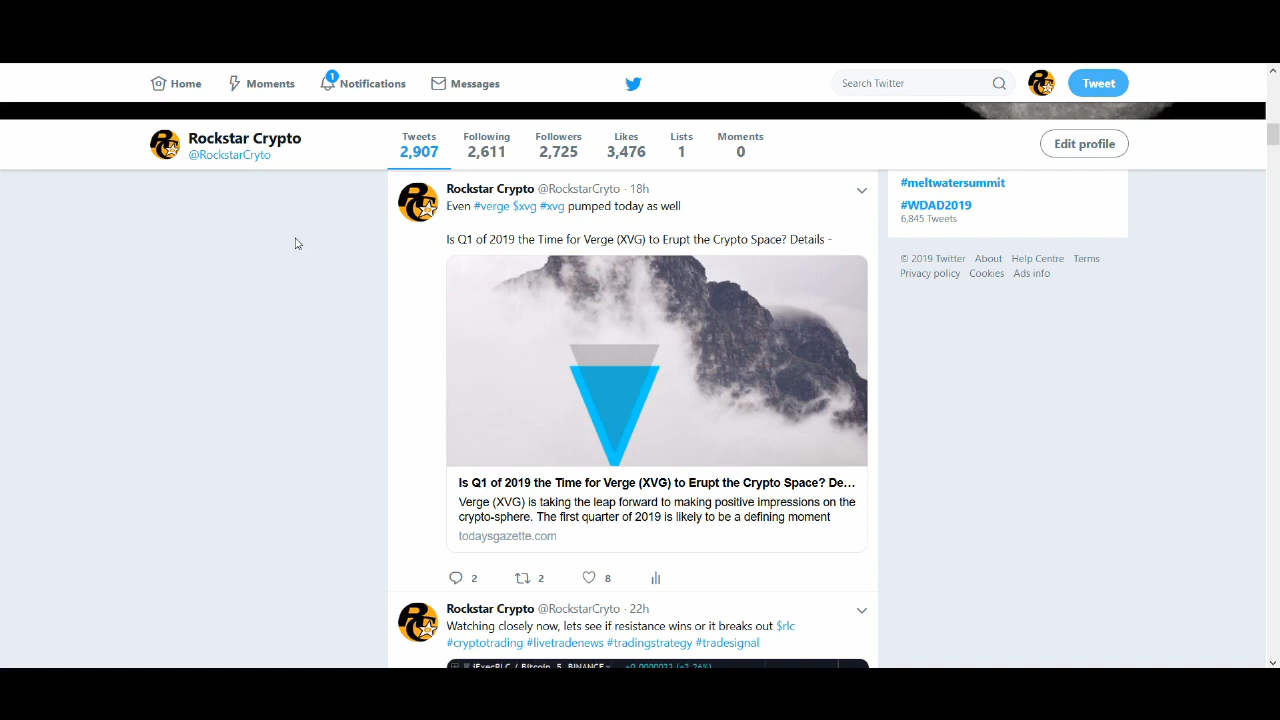 Home
Moments
1
Notifications
Messages
Search Twitter
Tweet
Rockstar Crypto
@RockstarCryto
Tweets
2,907
Following
2,611
Followers
2,725
Likes
3,476
Lists
1
Moments
0
Edit profile
Rockstar Crypto @RockstarCryto · 18h
Even #verge $xvg #xvg pumped today as well
Is Q1 of 2019 the Time for Verge (XVG) to Erupt the Crypto Space? Details -
Is Q1 of 2019 the Time for Verge (XVG) to Erupt the Crypto Space? De...
Verge (XVG) is taking the leap forward to making positive impressions on the
crypto-sphere. The first quarter of 2019 is likely to be a defining moment
todaysgazette.com
2
2
8
Rockstar Crypto @RockstarCryto · 22h
Watching closely now, lets see if resistance wins or it breaks out $rlc
#cryptotrading #livetradenews #tradingstrategy #tradesignal
#meltwatersummit
#WDAD2019
6,845 Tweets
© 2019 Twitter About Help Centre Terms
Privacy policy Cookies Ads info